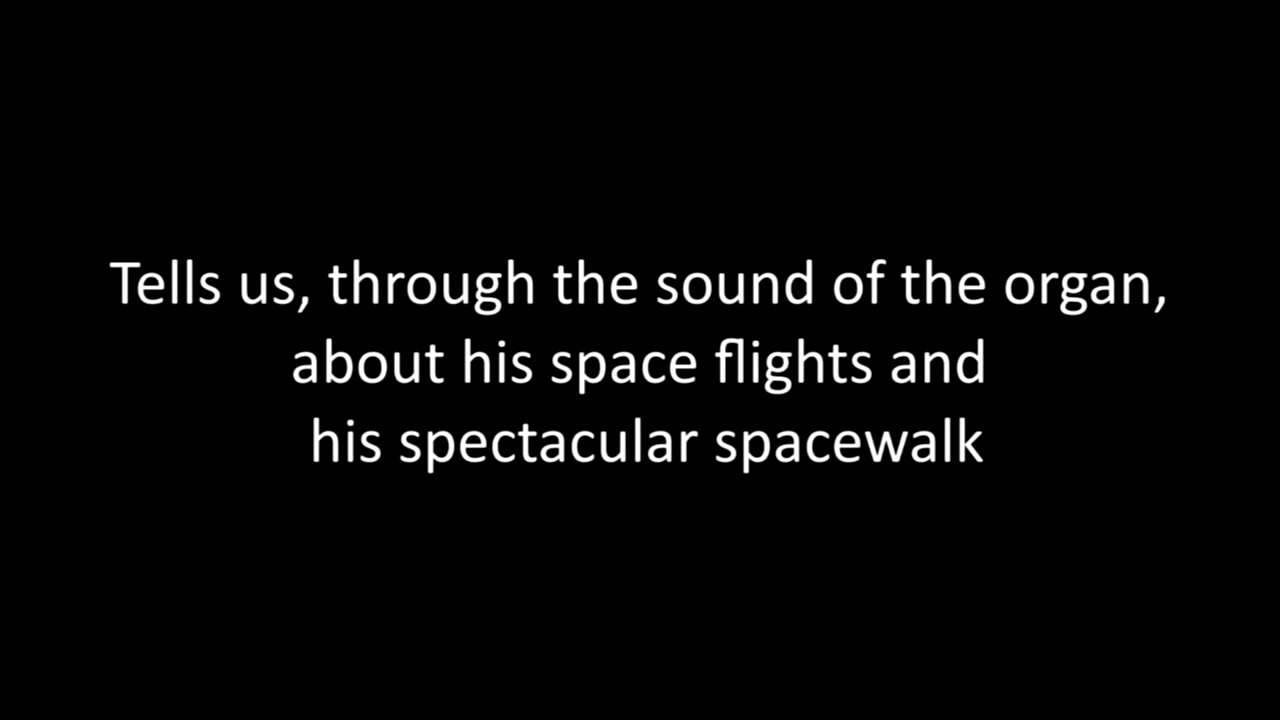 Tells us, through the sound of the organ,
about his space flights and
his spectacular spacewalk